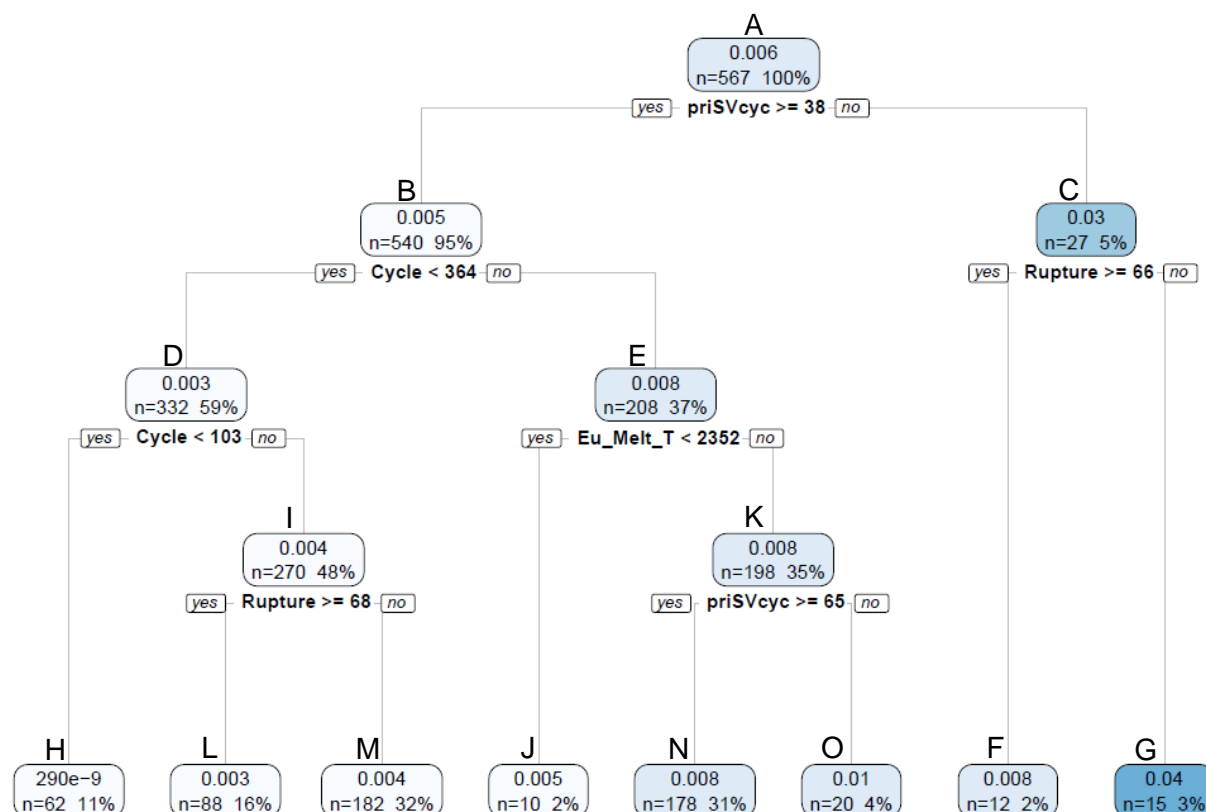 A
0.006
n=567 100%
yes priSVcyc >= 38 no
B C
0.005 0.03
n=540 95% n=27 5%
yes Cycle < 364 no yes Rupture >= 66 no
D E
0.003 0.008
n=332 59% n=208 37%
yes Cycle < 103 no yes Eu_Melt_T < 2352 no
I K
0.004 0.008
n=270 48% n=198 35%
yes Rupture >= 68 no yes priSVcyc >= 65 no
H L M J N O F G
290e−9 0.003 0.004 0.005 0.008 0.01 0.008 0.04
n=62 11% n=88 16% n=182 32% n=10 2% n=178 31% n=20 4% n=12 2% n=15 3%